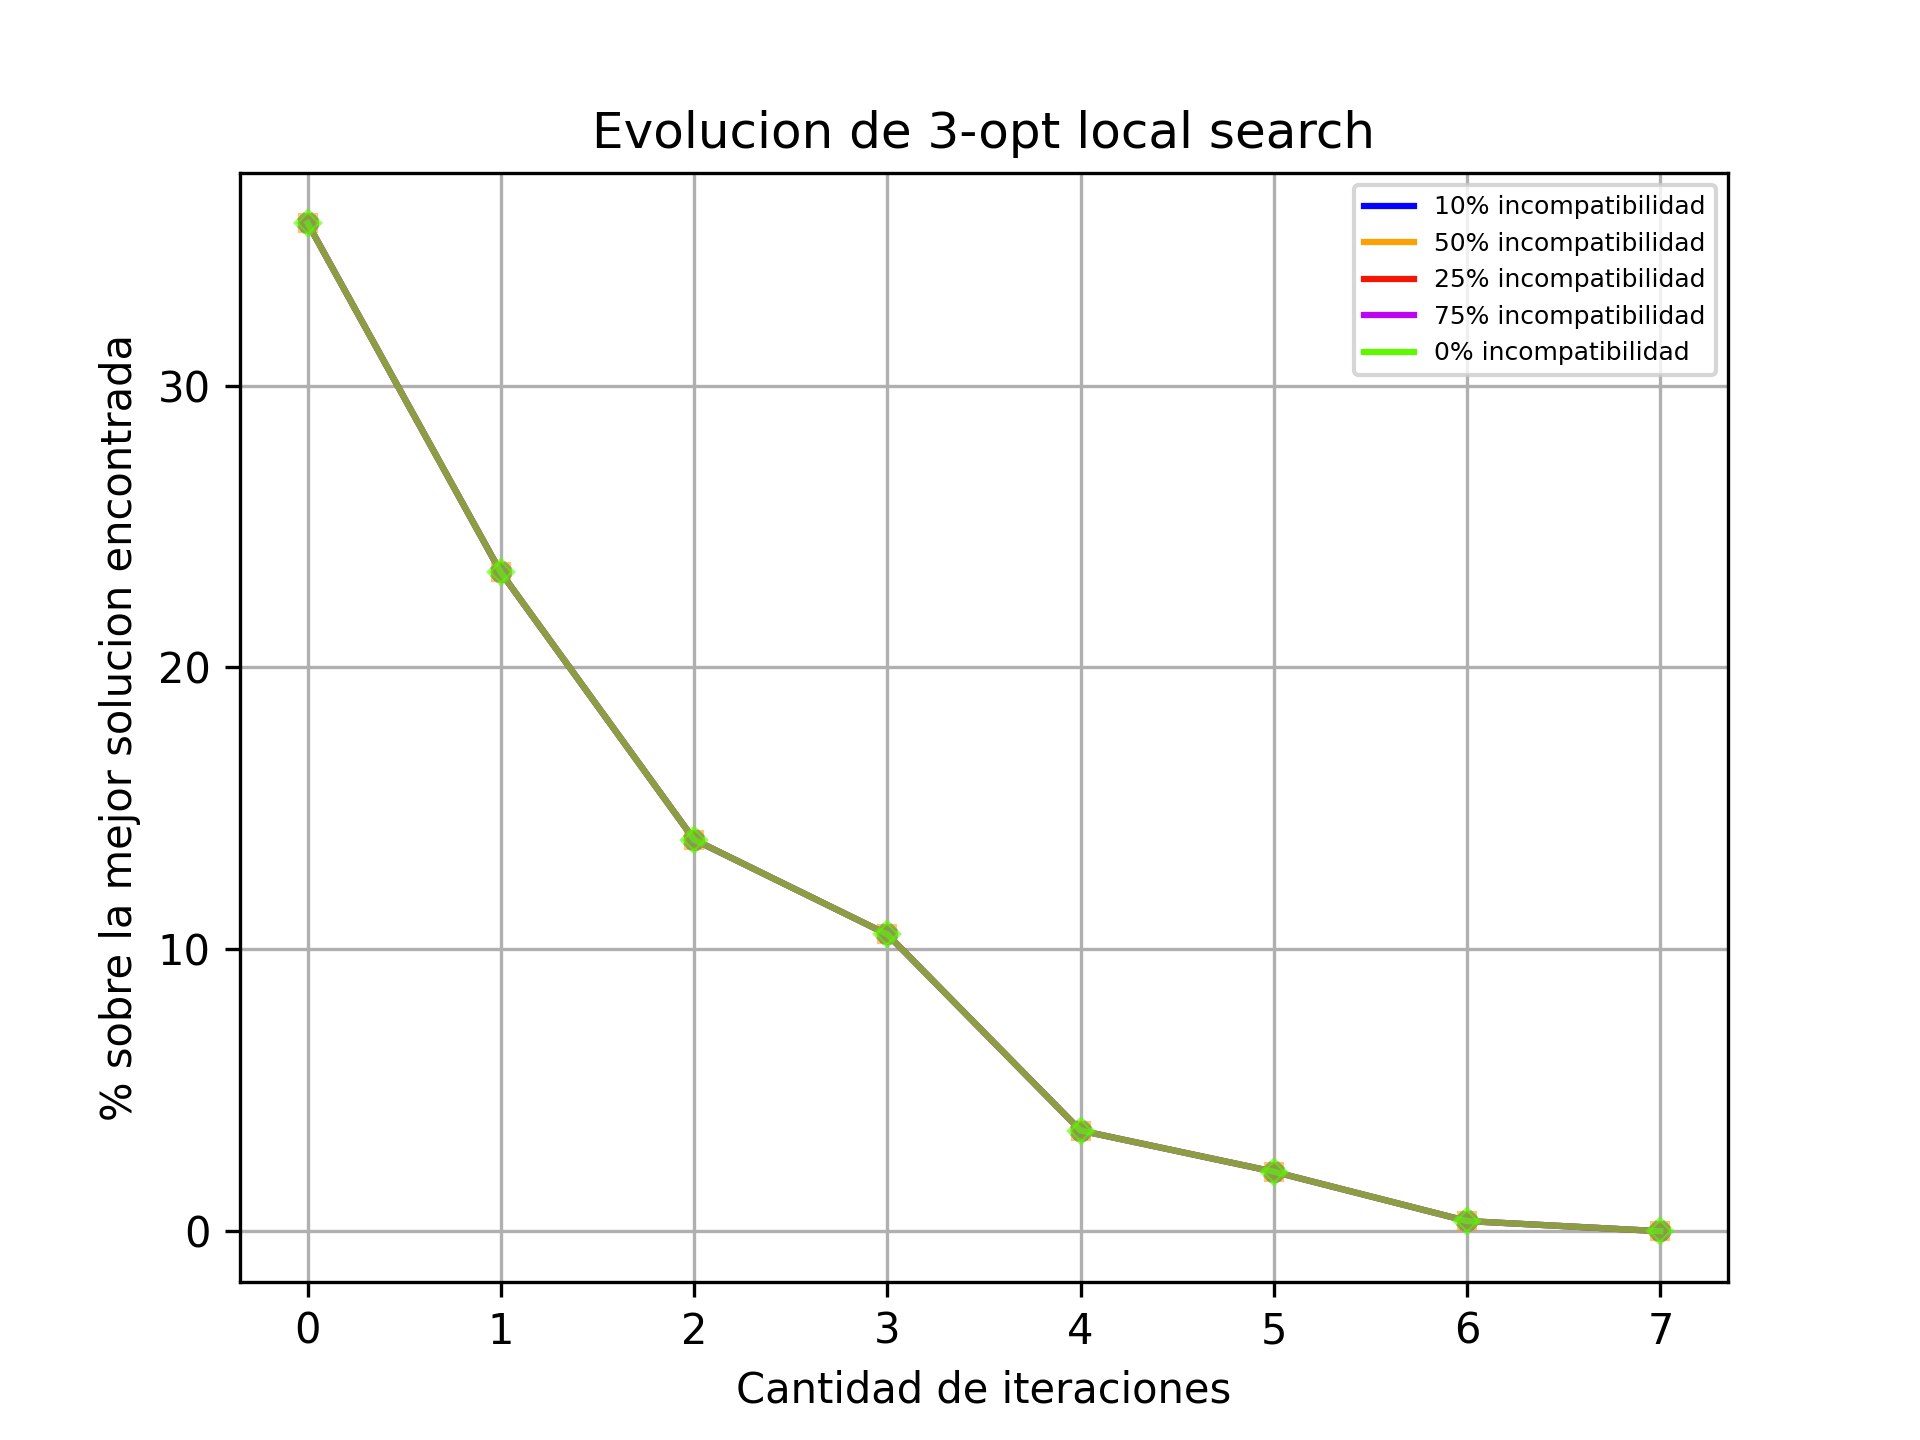 Evolucion de 3-opt local search
10% incompatibilidad
50% incompatibilidad
25% incompatibilidad
75% incompatibilidad
0% incompatibilidad
% sobre la mejor solucion encontrada
30
20
10
0
0 1 2 3 4 5 6 7
Cantidad de iteraciones